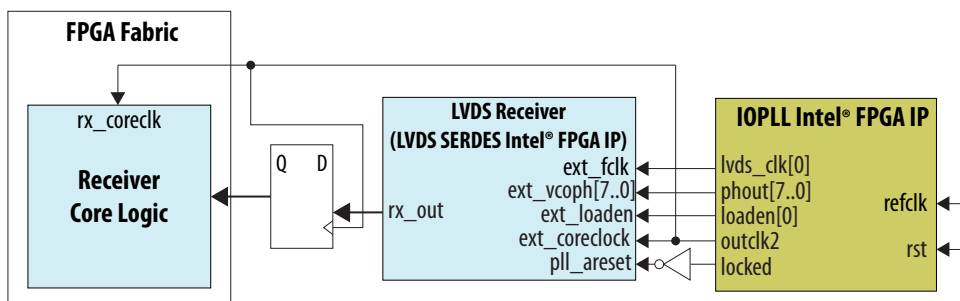 FPGA Fabric
rx_coreclk
Receiver
Core Logic
Q D
LVDS Receiver
(LVDS SERDES Intel® FPGA IP)
ext_fclk
ext_vcoph[7..0]
rx_out
ext_loaden
ext_coreclock
pll_areset
IOPLL Intel® FPGA IP
lvds_clk[0]
phout[7..0]
loaden[0]
outclk2
locked
refclk
rst